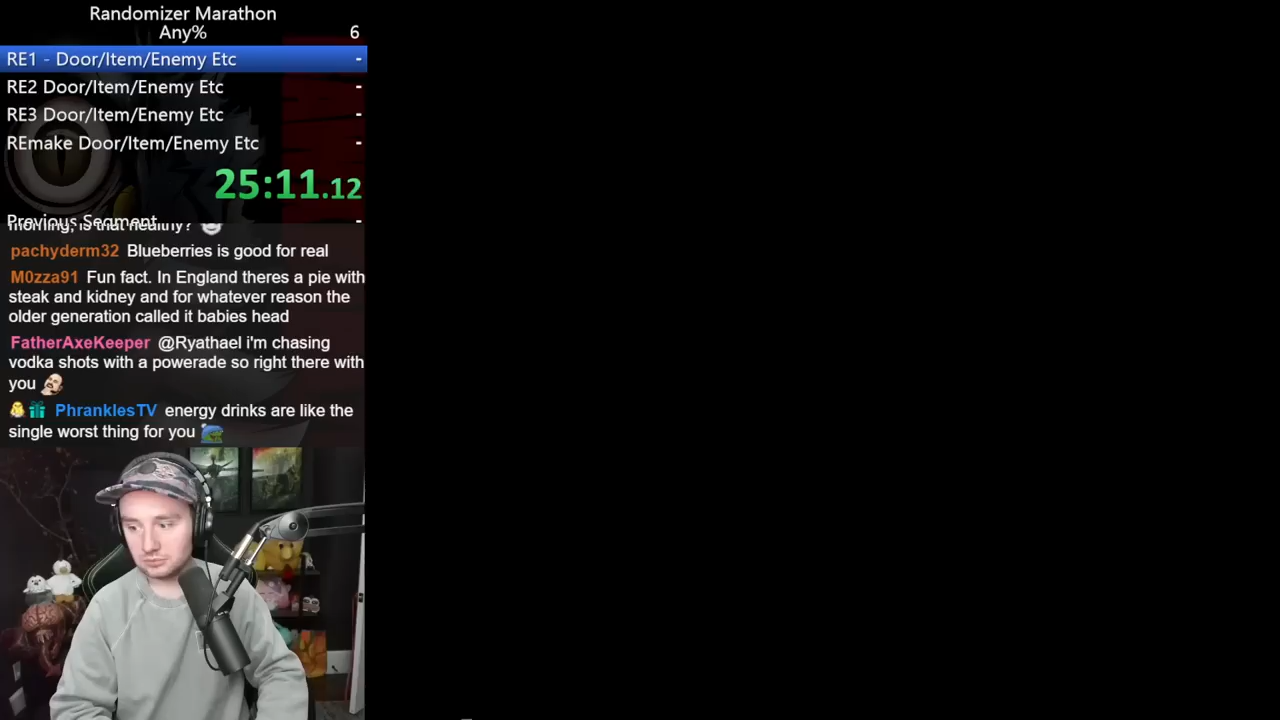 Randomizer Marathon
Any% 6
RE1 - Door/Item/Enemy Etc -
RE2 Door/Item/Enemy Etc -
RE3 Door/Item/Enemy Etc -
REmake Door/Item/Enemy Etc -
25:11.12
Previous Segment -
morning, is that healthy?
pachyderm32 Blueberries is good for real
M0zza91 Fun fact. In England theres a pie with
steak and kidney and for whatever reason the
older generation called it babies head
FatherAxeKeeper @Ryathael i'm chasing
vodka shots with a powerade so right there with
you
PhranklesTV energy drinks are like the
single worst thing for you